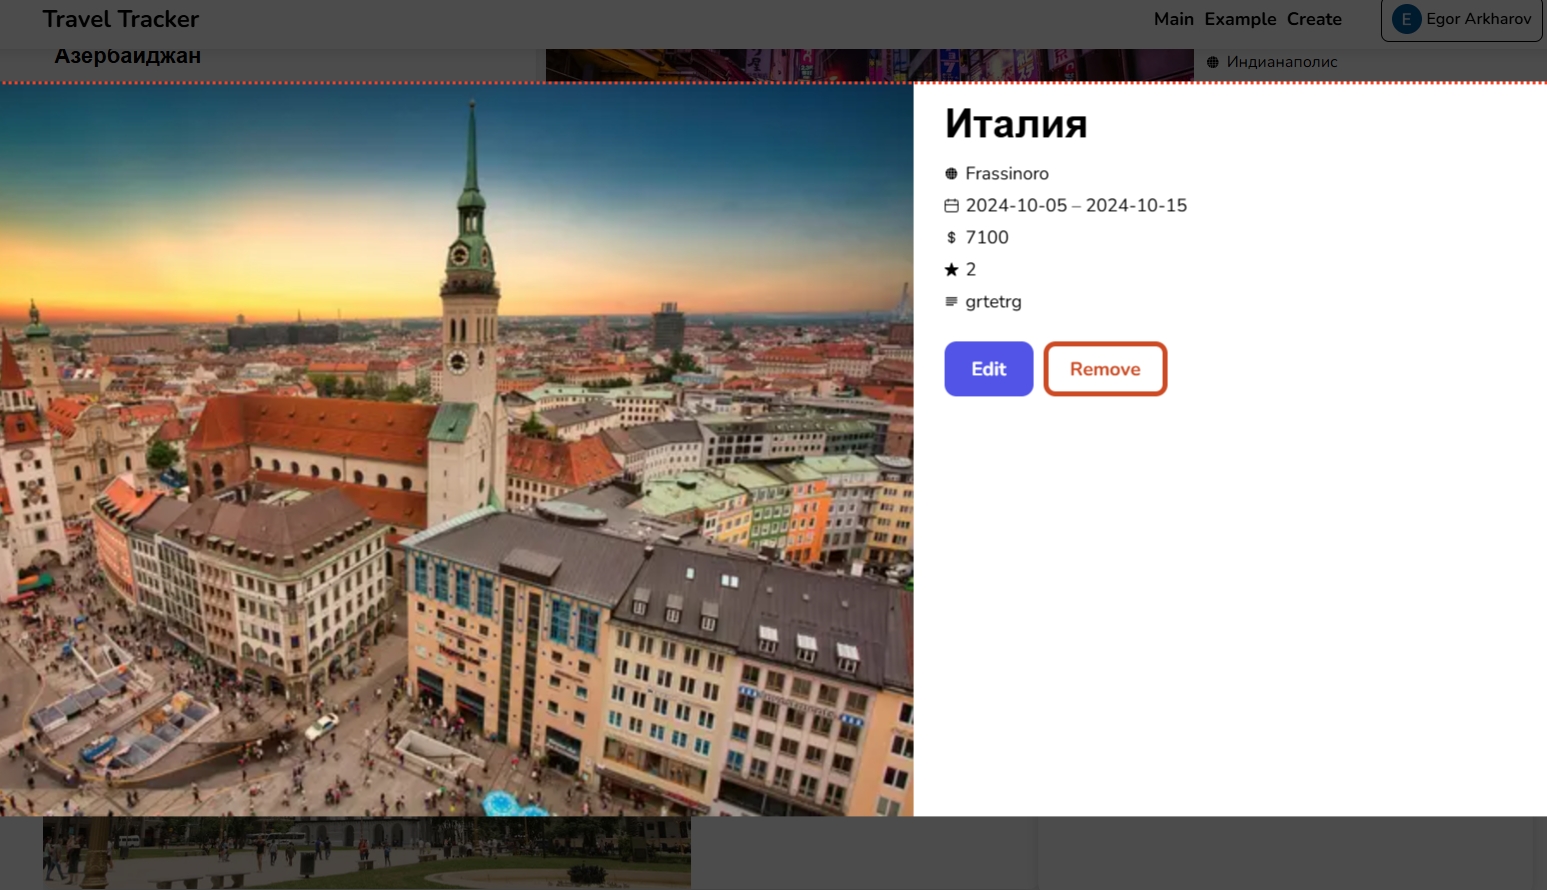 Travel Tracker
Main Example Create
E Egor Arkharov
Азербаиджан
Индианаполис
Италия
Frassinoro
2024-10-05 – 2024-10-15
$ 7100
2
grtetrg
Edit
Remove